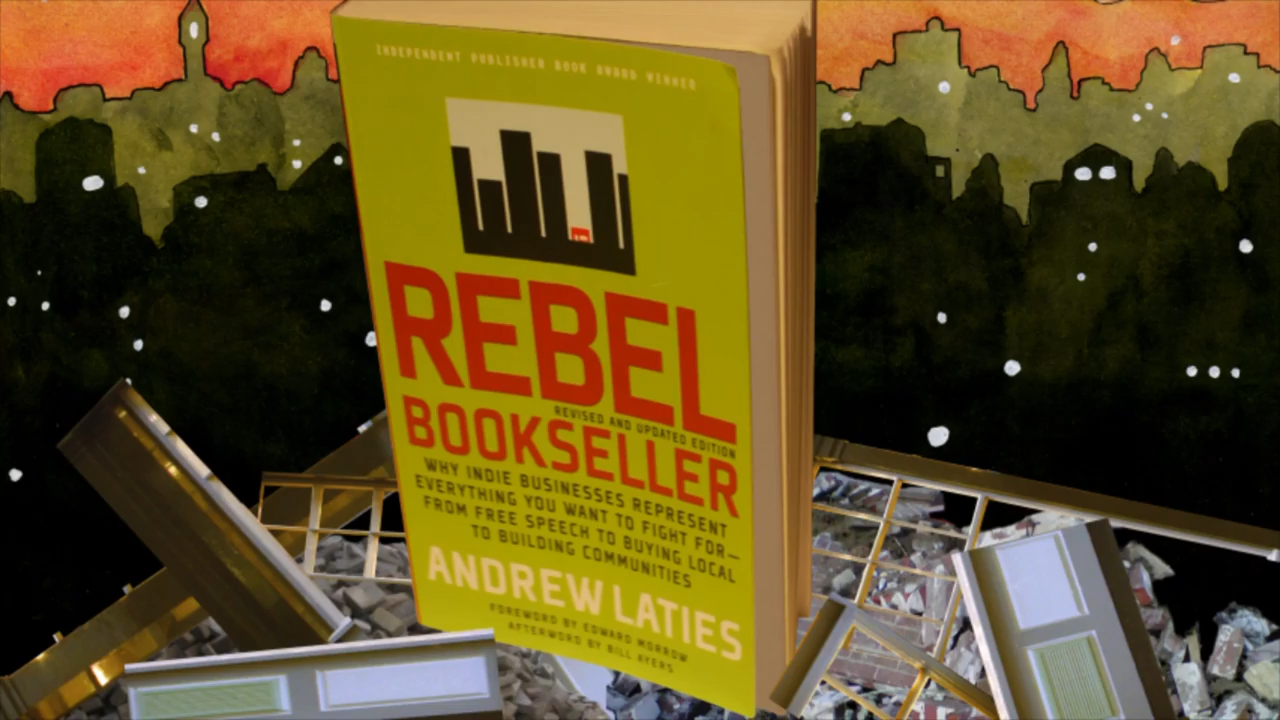 INDEPENDENT PUBLISHER BOOK AWARD WINNER
REBEL
REVISED AND UPDATED EDITION
BOOKSELLER
WHY INDIE BUSINESSES REPRESENT
EVERYTHING YOU WANT TO FIGHT FOR—
FROM FREE SPEECH TO BUYING LOCAL
TO BUILDING COMMUNITIES
ANDREW LATIES
FOREWORD BY EDWARD MORROW
AFTERWORD BY BILL AYERS